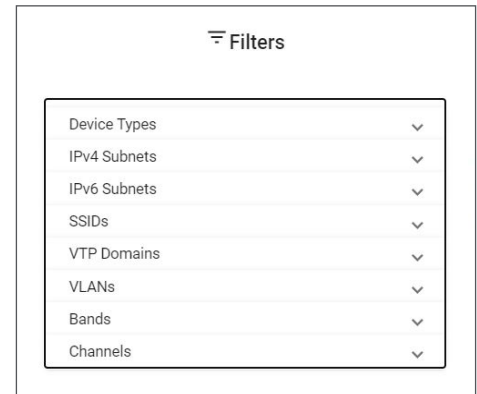 Filters
Device Types
IPv4 Subnets
IPv6 Subnets
SSIDs
VTP Domains
VLANs
Bands
Channels